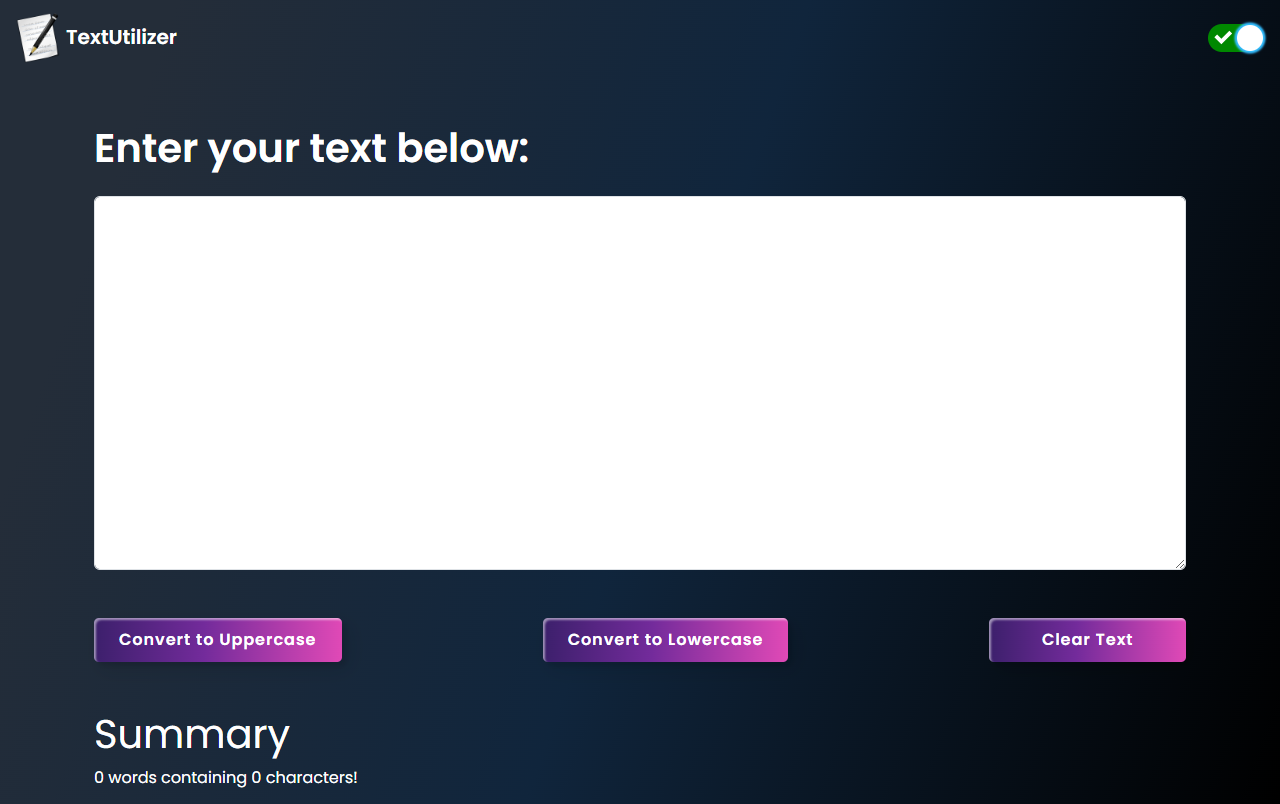 TextUtilizer
Enter your text below:
Convert to Uppercase
Convert to Lowercase
Clear Text
Summary
0 words containing 0 characters!